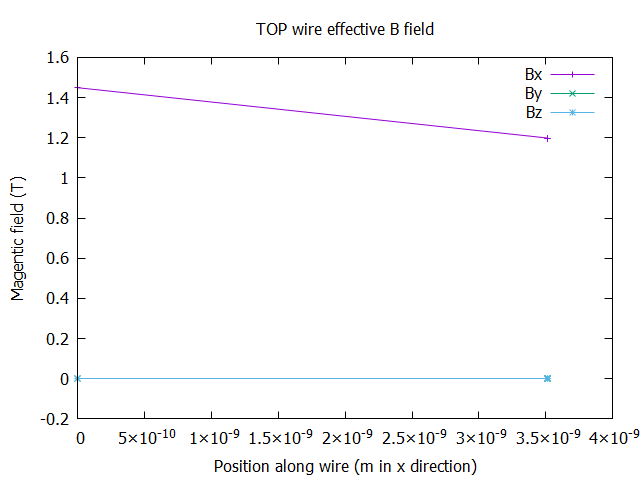 TOP wire effective B field
Bx
By
Bz
1.6
1.4
1.2
1
0.8
0.6
0.4
0.2
0
-0.2
Magentic field (T)
0 5×10⁻¹⁰ 1×10⁻⁹ 1.5×10⁻⁹ 2×10⁻⁹ 2.5×10⁻⁹ 3×10⁻⁹ 3.5×10⁻⁹ 4×10⁻⁹
Position along wire (m in x direction)